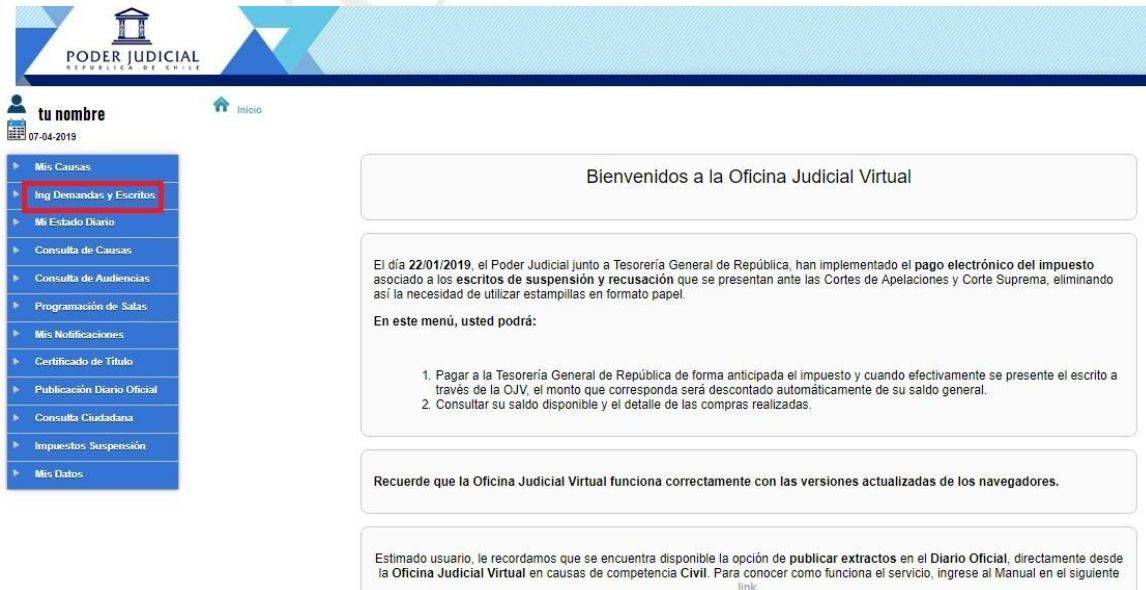 PODER JUDICIAL
REPUBLICA DE CHILE
tu nombre
Inicio
07-04-2019
Mis Causas
Ing Demandas y Escritos
Mi Estado Diario
Consulta de Causas
Consulta de Audiencias
Programación de Salas
Mis Notificaciones
Certificado de Título
Publicación Diario Oficial
Consulta Ciudadana
Impuestos Suspensión
Mis Datos
Bienvenidos a la Oficina Judicial Virtual
El día 22/01/2019, el Poder Judicial junto a Tesorería General de República, han implementado el pago electrónico del impuesto
asociado a los escritos de suspensión y recusación que se presentan ante las Cortes de Apelaciones y Corte Suprema, eliminando
así la necesidad de utilizar estampillas en formato papel.
En este menú, usted podrá:
1. Pagar a la Tesorería General de República de forma anticipada el impuesto y cuando efectivamente se presente el escrito a
través de la OJV, el monto que corresponda será descontado automáticamente de su saldo general.
2. Consultar su saldo disponible y el detalle de las compras realizadas.
Recuerde que la Oficina Judicial Virtual funciona correctamente con las versiones actualizadas de los navegadores.
Estimado usuario, le recordamos que se encuentra disponible la opción de publicar extractos en el Diario Oficial, directamente desde
la Oficina Judicial Virtual en causas de competencia Civil. Para conocer como funciona el servicio, ingrese al Manual en el siguiente
link